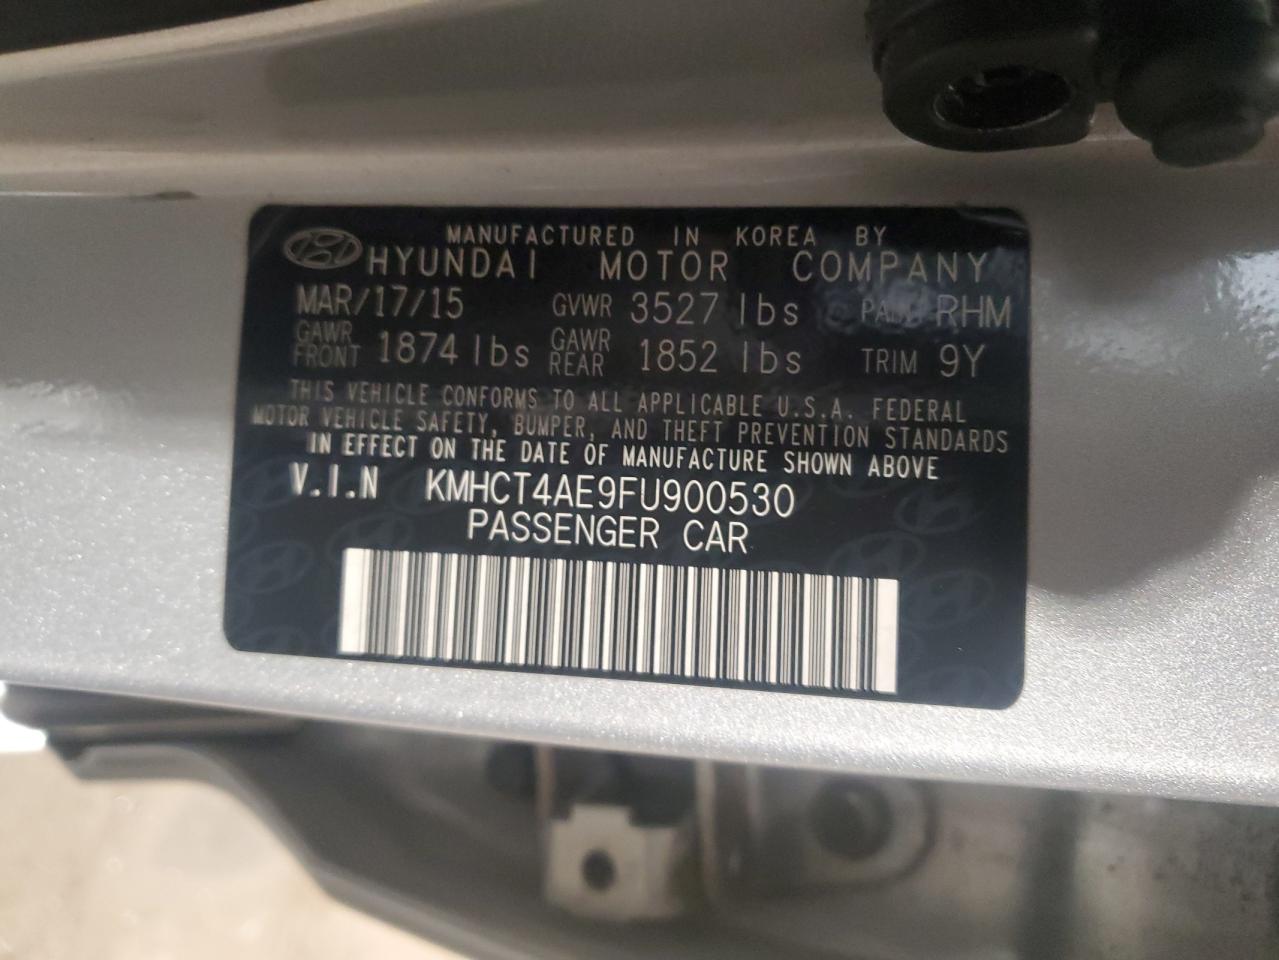 MANUFACTURED IN KOREA BY
HYUNDAI MOTOR COMPANY
MAR/17/15 GVWR 3527 lbs PAINT RHM
GAWR FRONT 1874 lbs GAWR REAR 1852 lbs TRIM 9Y
THIS VEHICLE CONFORMS TO ALL APPLICABLE U.S.A. FEDERAL
MOTOR VEHICLE SAFETY, BUMPER, AND THEFT PREVENTION STANDARDS
IN EFFECT ON THE DATE OF MANUFACTURE SHOWN ABOVE
V.I.N KMHCT4AE9FU900530
PASSENGER CAR